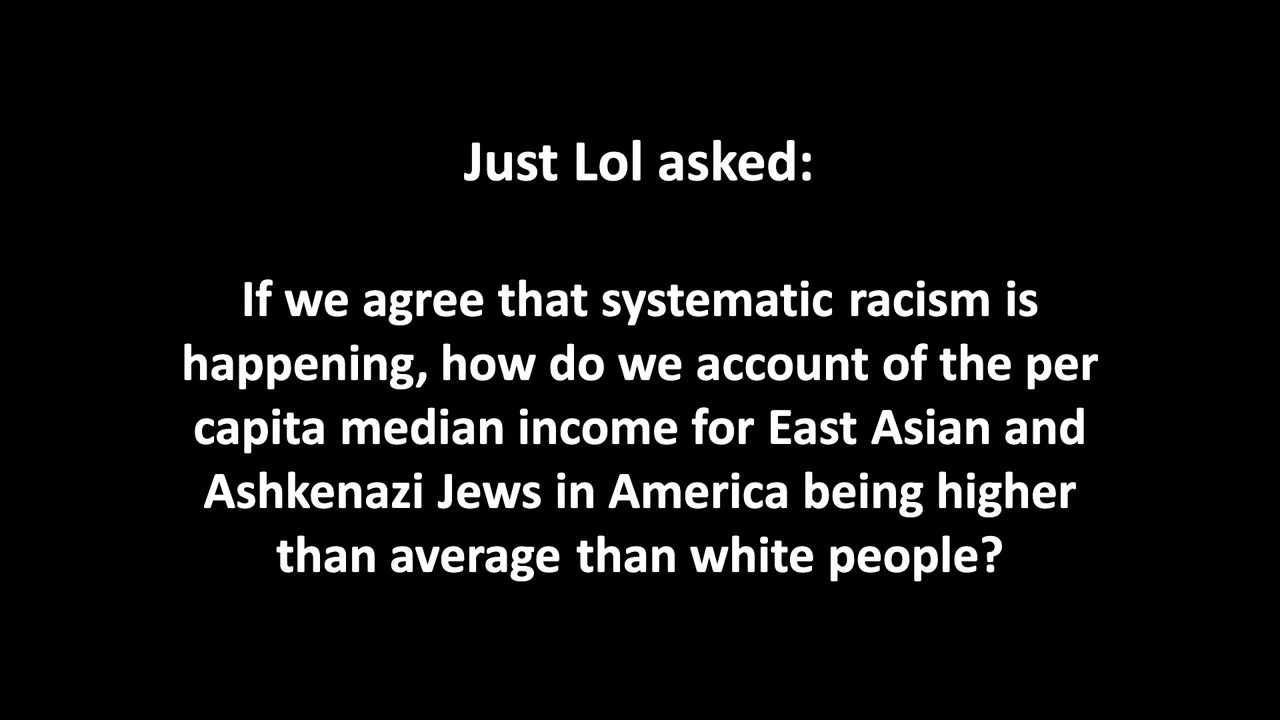 Just Lol asked:
If we agree that systematic racism is
happening, how do we account of the per
capita median income for East Asian and
Ashkenazi Jews in America being higher
than average than white people?